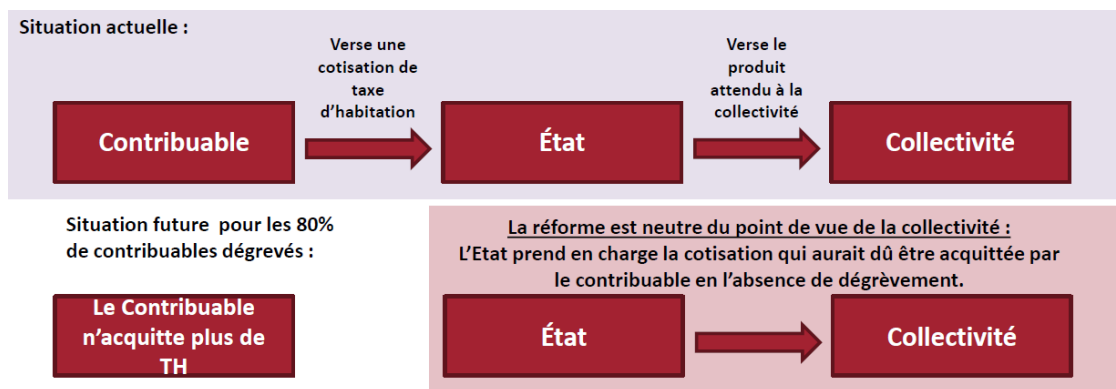 Situation actuelle :
Verse une
cotisation de
taxe
d'habitation
Verse le
produit
attendu à la
collectivité
Contribuable
État
Collectivité
Situation future  pour les 80%
de contribuables dégrevés :
La réforme est neutre du point de vue de la collectivité :
L'Etat prend en charge la cotisation qui aurait dû être acquittée par
le contribuable en l'absence de dégrèvement.
Le Contribuable
n'acquitte plus de
TH
État
Collectivité